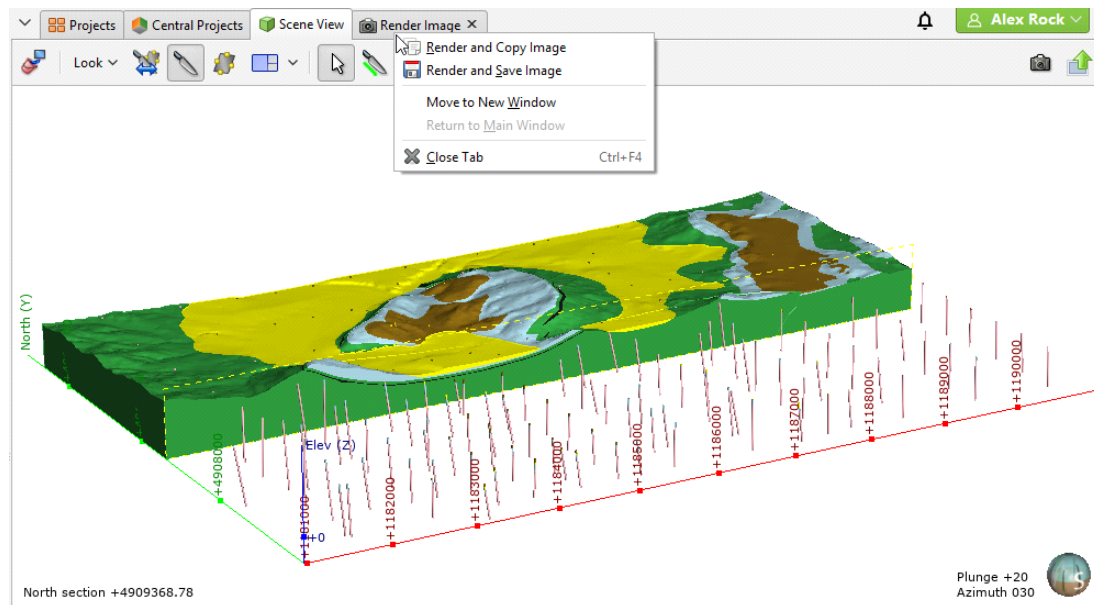 Projects
Central Projects
Scene View
Render Image
Alex Rock
Look
Render and Copy Image
Render and Save Image
Move to New Window
Return to Main Window
Close Tab Ctrl+F4
North (Y)
+4908000
Elev (Z)
+0
+1181000
+1182000
+1183000
+1184000
+1185000
+1186000
+1187000
+1188000
+1189000
+1190000
North section +4909368.78
Plunge +20
Azimuth 030
S